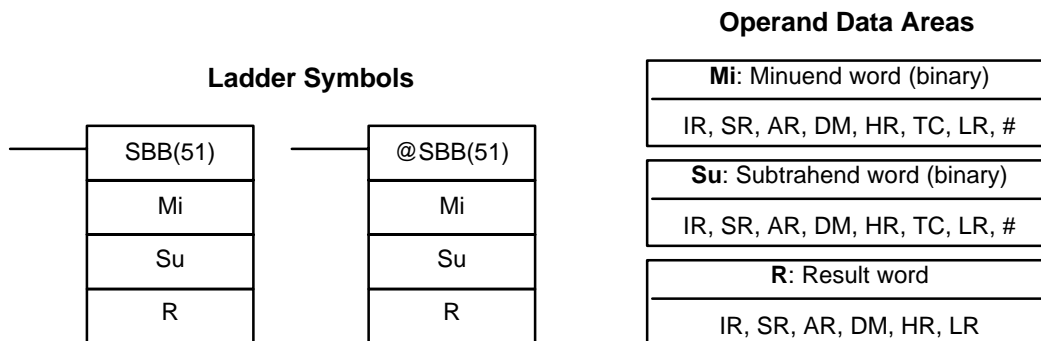 Ladder Symbols
SBB(51)
Mi
Su
R
@SBB(51)
Mi
Su
R
Operand Data Areas
Mi: Minuend word (binary)
IR, SR, AR, DM, HR, TC, LR, #
Su: Subtrahend word (binary)
IR, SR, AR, DM, HR, TC, LR, #
R: Result word
IR, SR, AR, DM, HR, LR